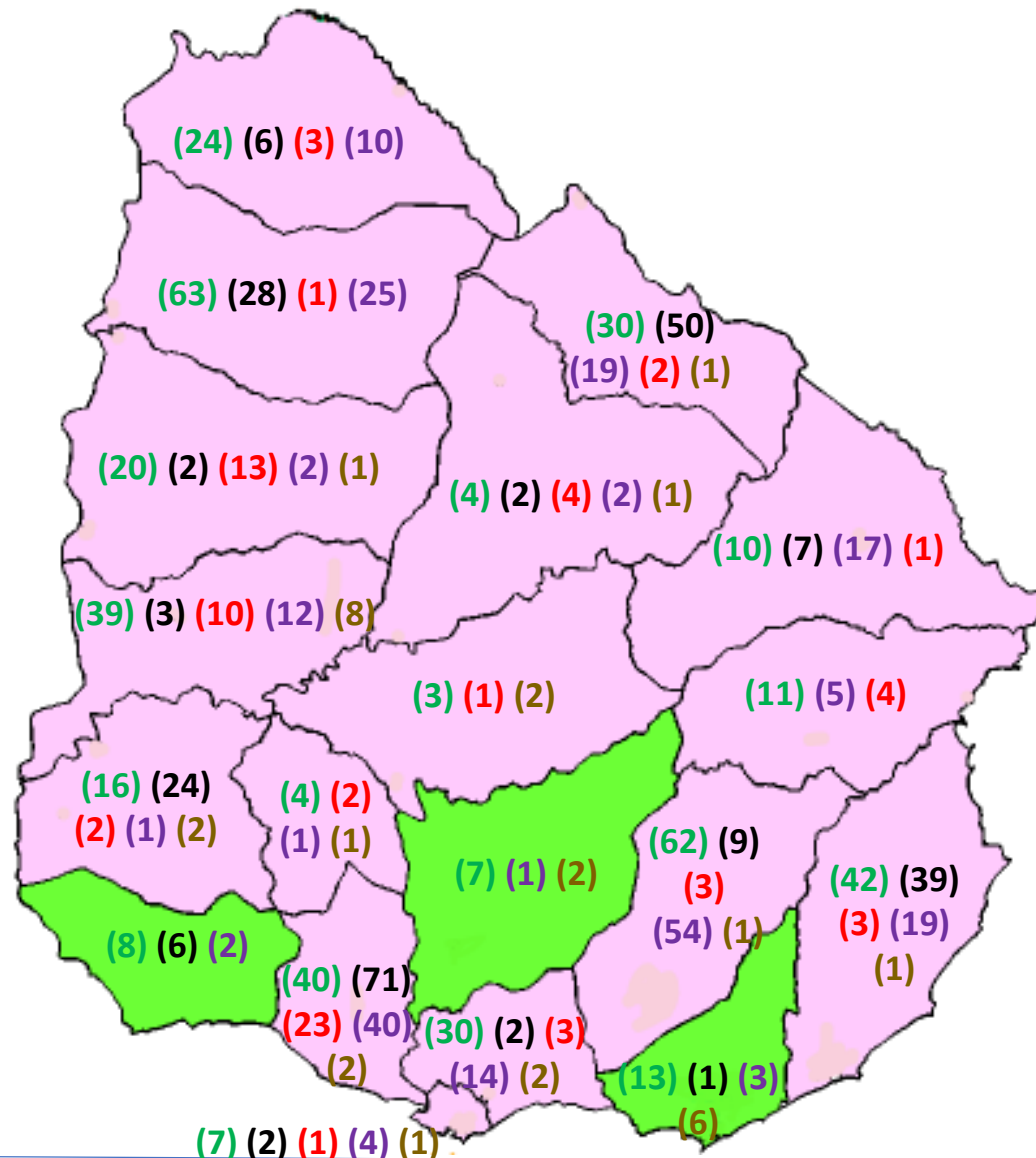 (24) (6) (3) (10)
(63) (28) (1) (25)
(30) (50)
(19) (2) (1)
(20) (2) (13) (2) (1)
(4) (2) (4) (2) (1)
(10) (7) (17) (1)
(39) (3) (10) (12) (8)
(3) (1) (2)
(11) (5) (4)
(16) (24)
(2) (1) (2)
(4) (2)
(1) (1)
(7) (1) (2)
(62) (9)
(3)
(54) (1)
(42) (39)
(3) (19)
(1)
(8) (6) (2)
(40) (71)
(23) (40)
(2)
(30) (2) (3)
(14) (2)
(13) (1) (3)
(6)
(7) (2) (1) (4) (1)